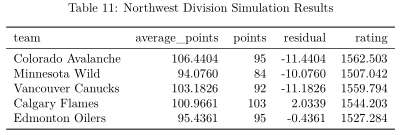 Table 11: Northwest Division Simulation Results
team average_points points residual rating
Colorado Avalanche 106.4404 95 -11.4404 1562.503
Minnesota Wild 94.0760 84 -10.0760 1507.042
Vancouver Canucks 103.1826 92 -11.1826 1559.794
Calgary Flames 100.9661 103 2.0339 1544.203
Edmonton Oilers 95.4361 95 -0.4361 1527.284